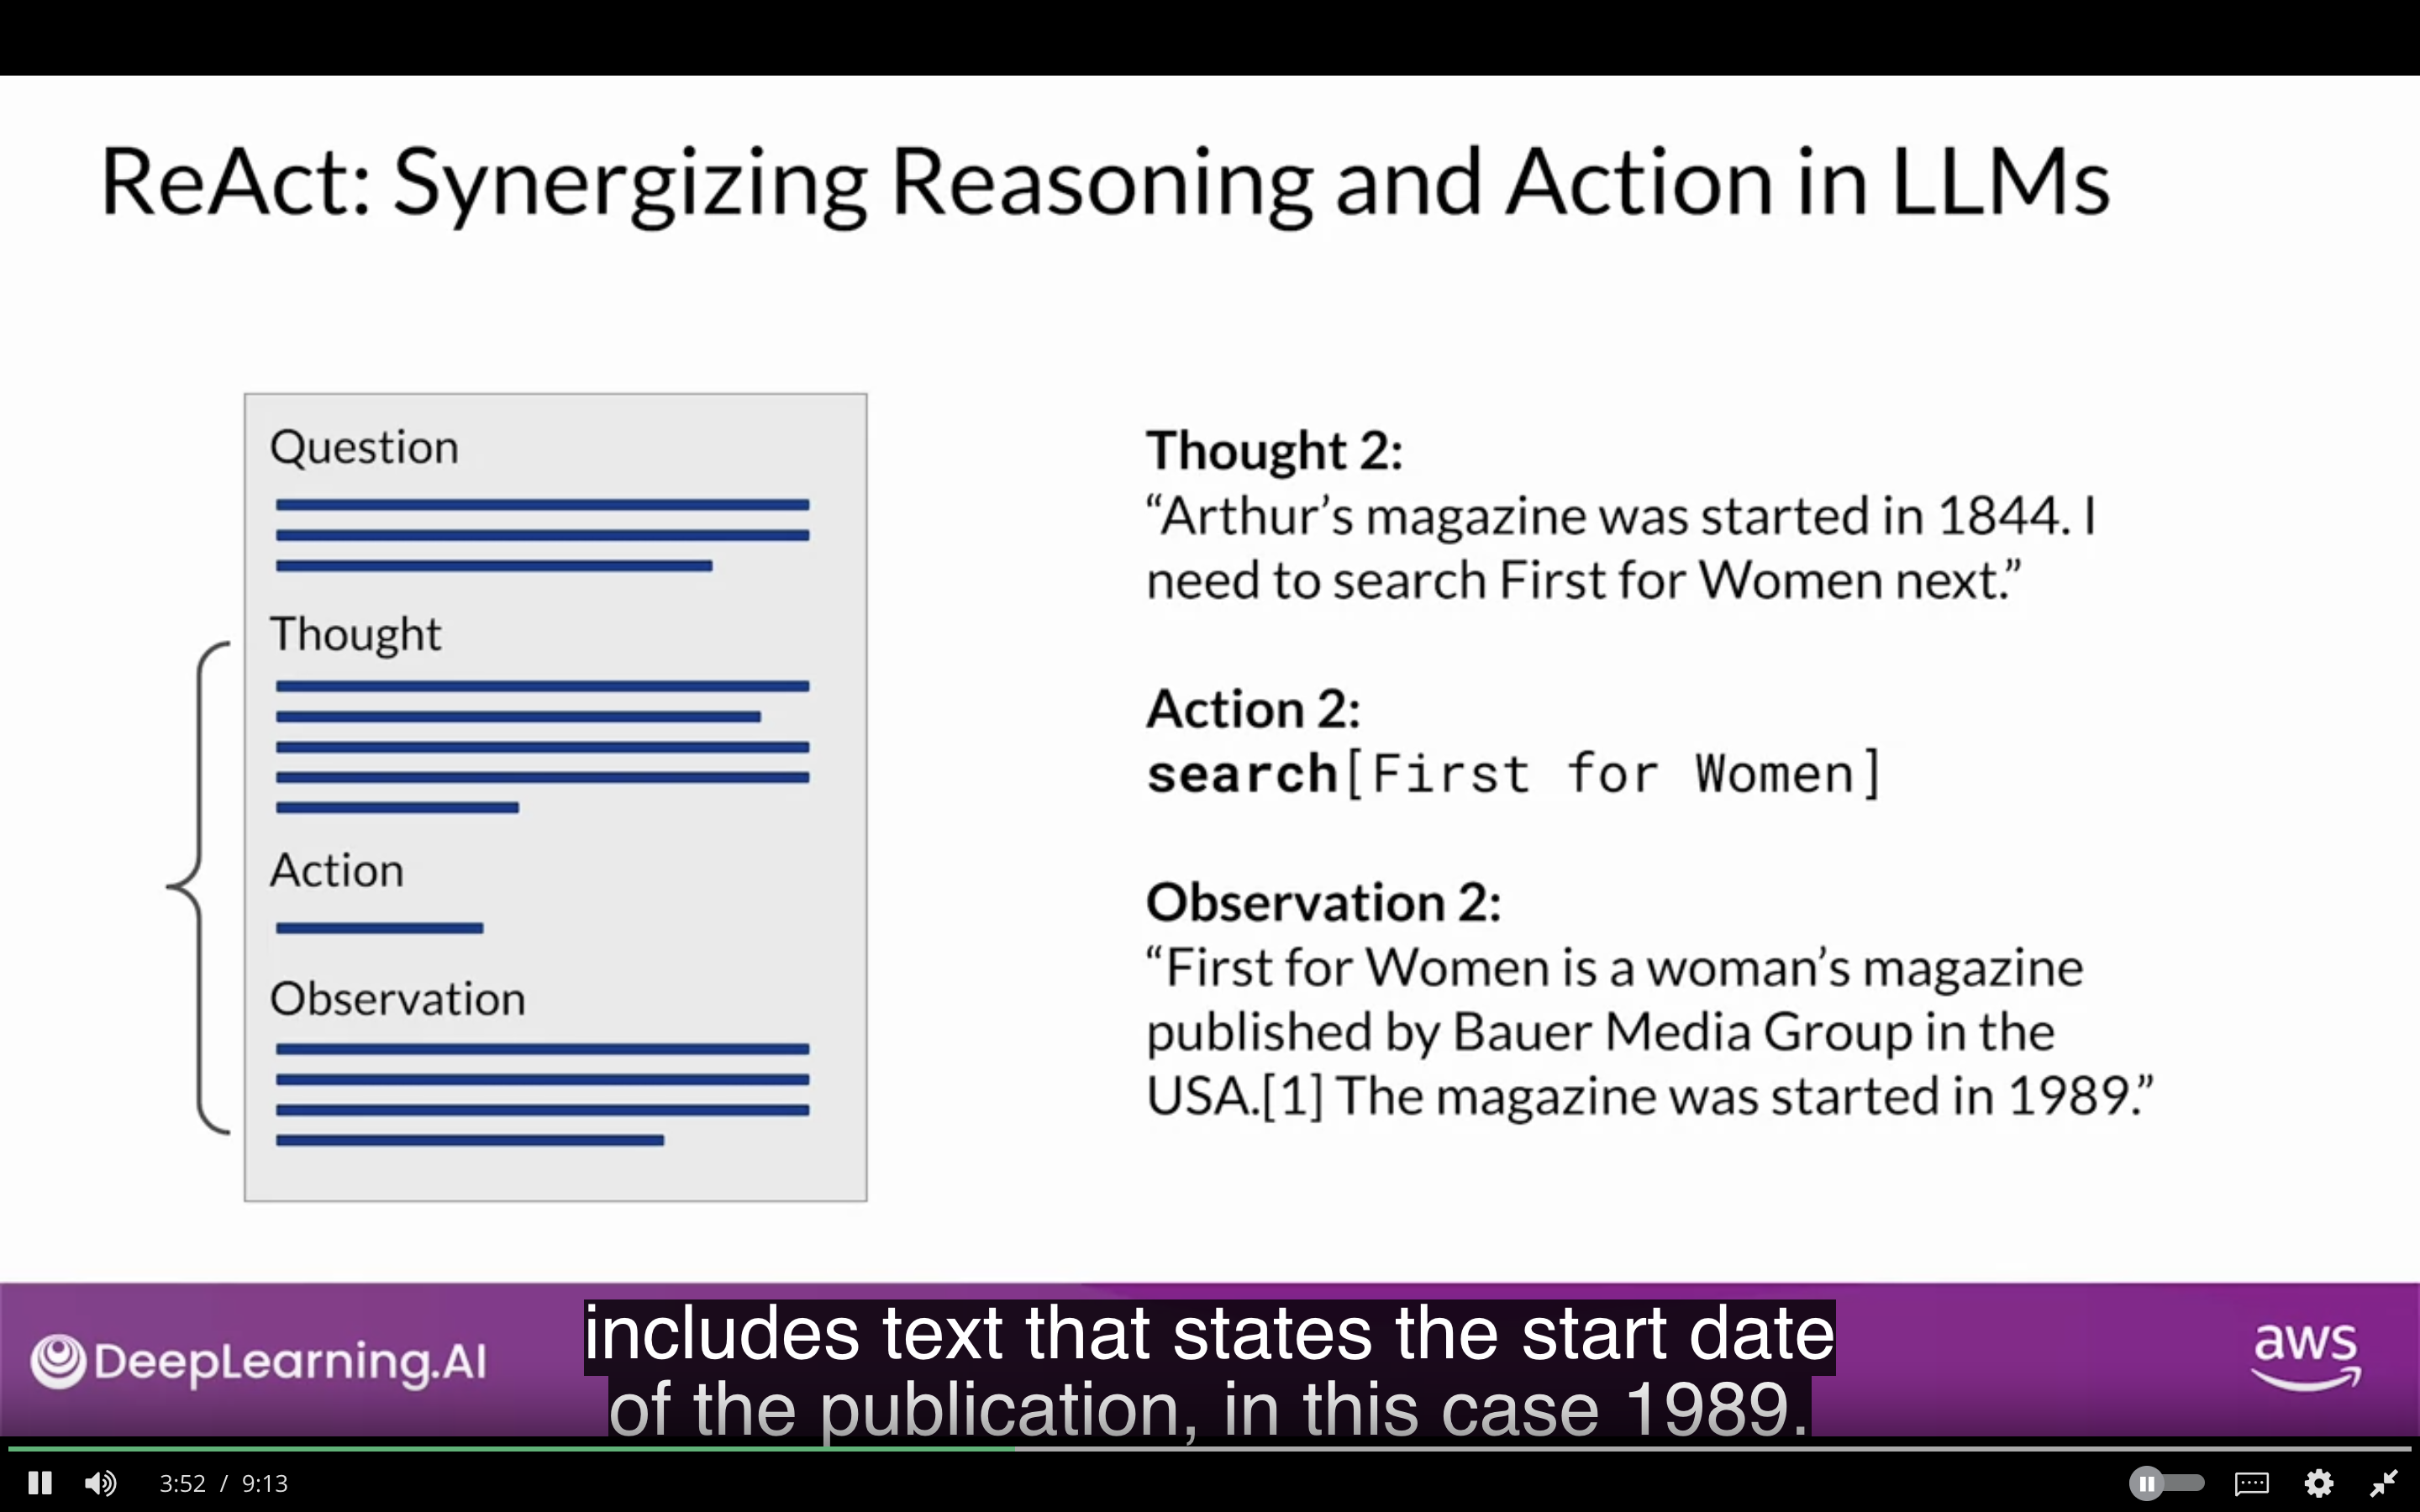 ReAct: Synergizing Reasoning and Action in LLMs
Question
Thought
Action
Observation
Thought 2:
“Arthur’s magazine was started in 1844. I
need to search First for Women next.”
Action 2:
search[First for Women]
Observation 2:
“First for Women is a woman’s magazine
published by Bauer Media Group in the
USA.[1] The magazine was started in 1989.”
DeepLearning.AI
includes text that states the start date
of the publication, in this case 1989.
aws
3:52 / 9:13